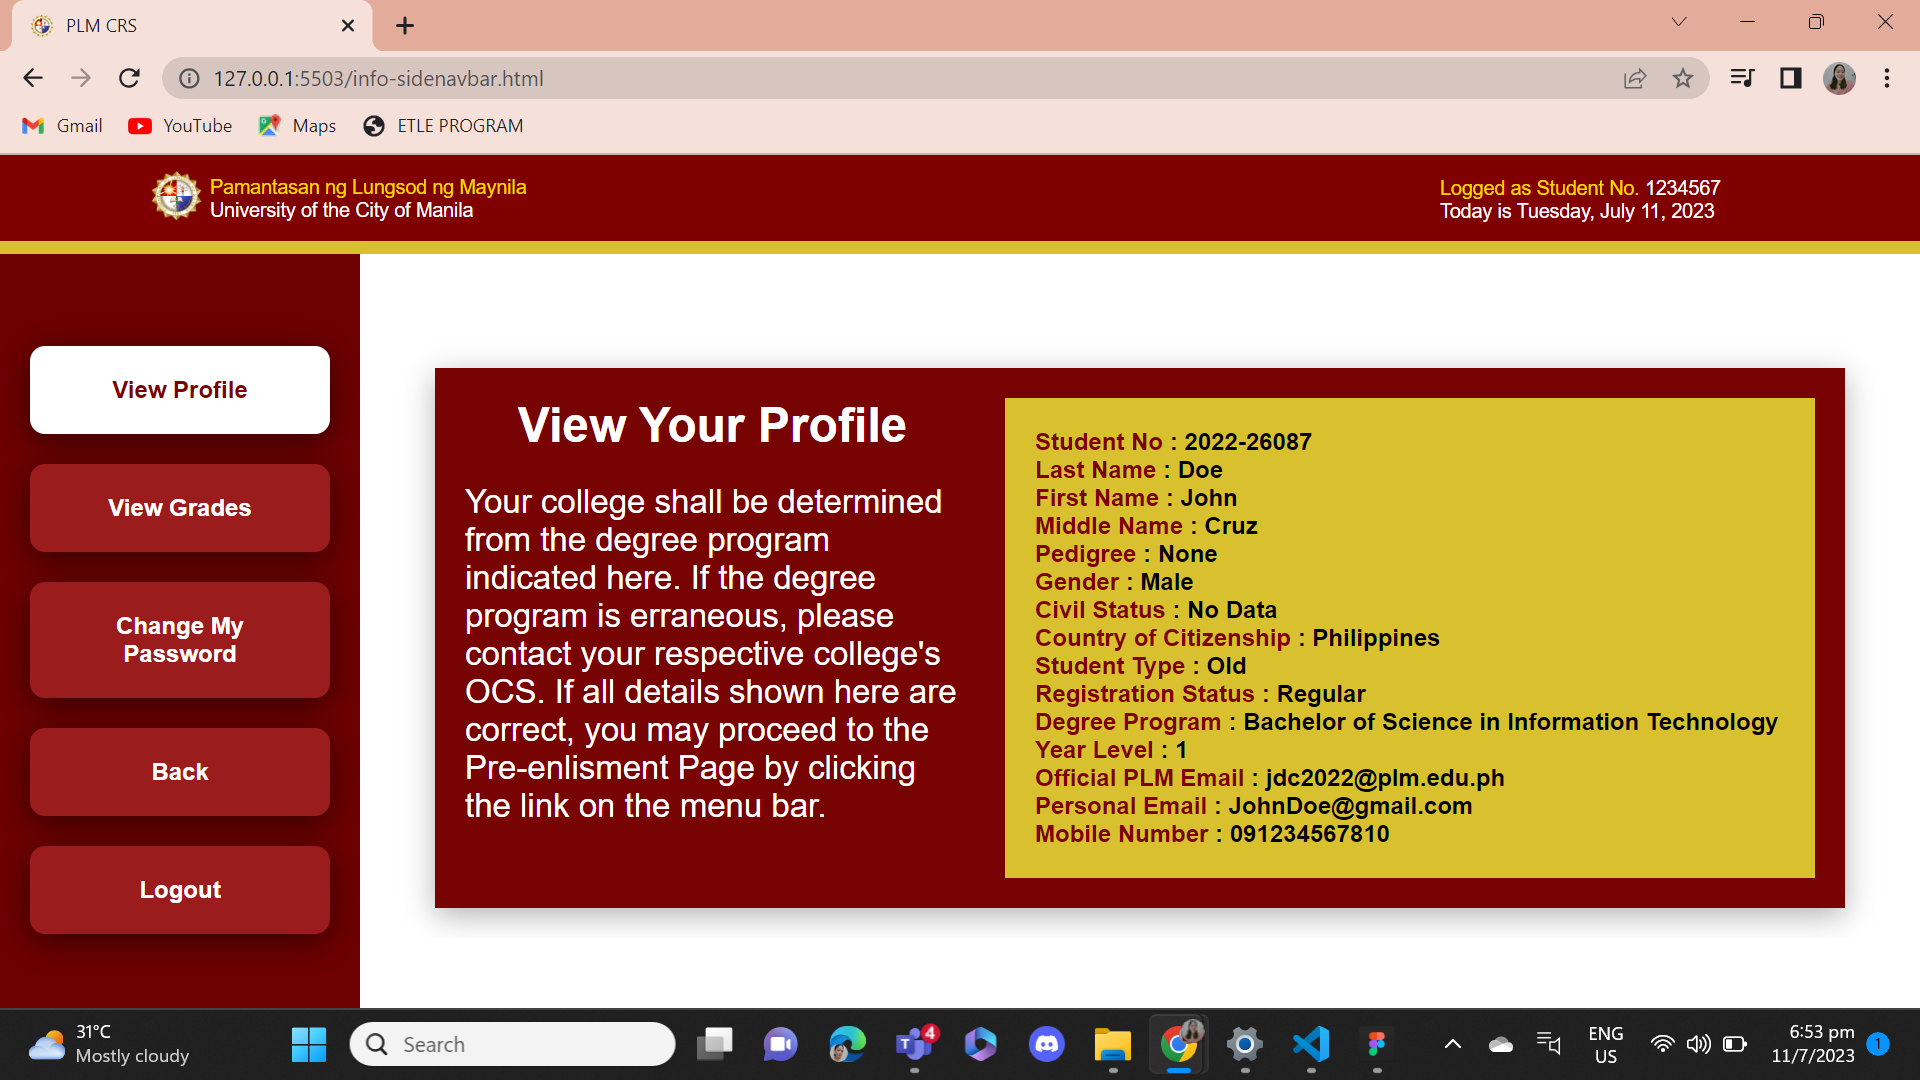 PLM CRS
127.0.0.1:5503/info-sidenavbar.html
Gmail
YouTube
Maps
ETLE PROGRAM
Pamantasan ng Lungsod ng Maynila
University of the City of Manila
Logged as Student No. 1234567
Today is Tuesday, July 11, 2023
View Profile
View Grades
Change My
Password
Back
Logout
View Your Profile
Your college shall be determined
from the degree program
indicated here. If the degree
program is erraneous, please
contact your respective college's
OCS. If all details shown here are
correct, you may proceed to the
Pre-enlisment Page by clicking
the link on the menu bar.
Student No : 2022-26087
Last Name : Doe
First Name : John
Middle Name : Cruz
Pedigree : None
Gender : Male
Civil Status : No Data
Country of Citizenship : Philippines
Student Type : Old
Registration Status : Regular
Degree Program : Bachelor of Science in Information Technology
Year Level : 1
Official PLM Email : jdc2022@plm.edu.ph
Personal Email : JohnDoe@gmail.com
Mobile Number : 091234567810
31°C
Mostly cloudy
Search
4
ENG
US
6:53 pm
11/7/2023
1